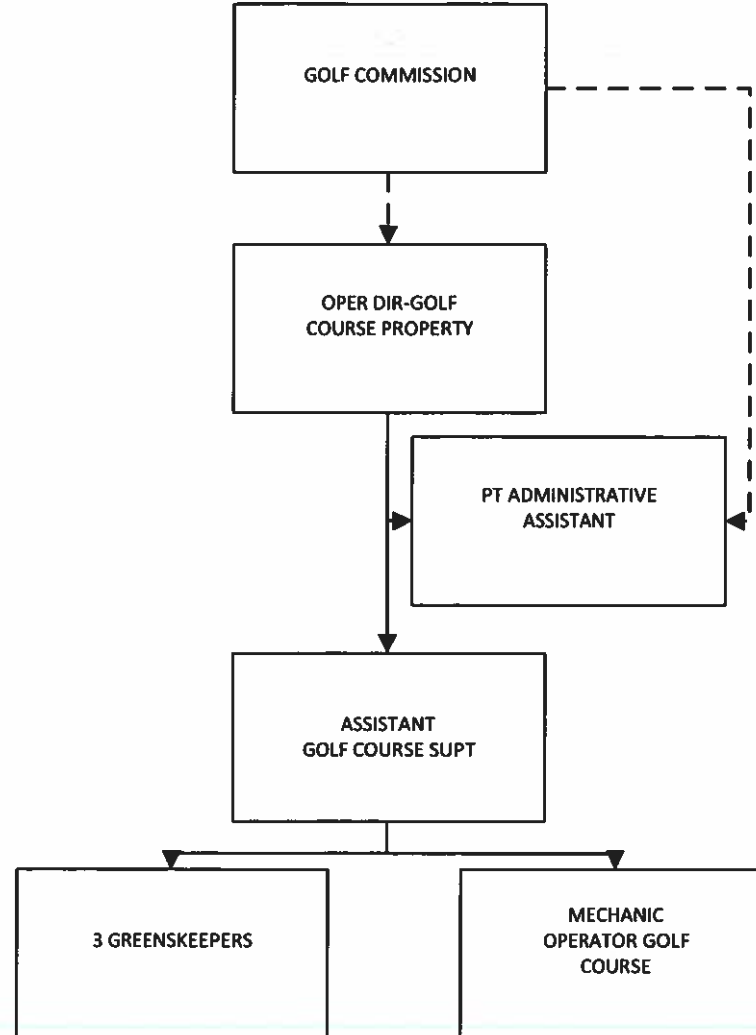 GOLF COMMISSION
OPER DIR-GOLF
COURSE PROPERTY
PT ADMINISTRATIVE
ASSISTANT
ASSISTANT
GOLF COURSE SUPT
3 GREENSKEEPERS
MECHANIC
OPERATOR GOLF
COURSE